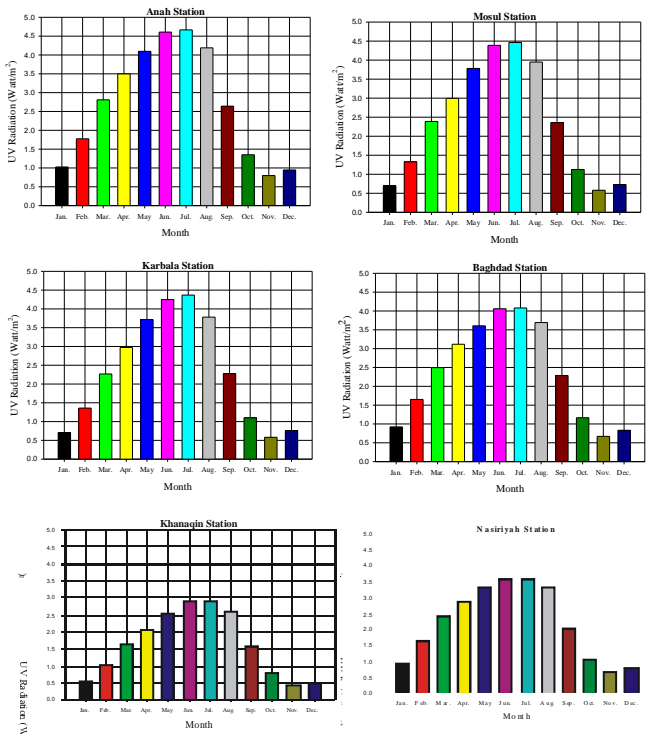 Anah Station
UV Radiation (Watt/m²)
5.0
4.5
4.0
3.5
3.0
2.5
2.0
1.5
1.0
0.5
0.0
Jan. Feb. Mar. Apr. May Jun. Jul. Aug. Sep. Oct. Nov. Dec.
Month
Mosul Station
UV Radiation (Watt/m²)
5.0
4.5
4.0
3.5
3.0
2.5
2.0
1.5
1.0
0.5
0.0
Jan. Feb. Mar. Apr. May Jun. Jul. Aug. Sep. Oct. Nov. Dec.
Month
Karbala Station
UV Radiation (Watt/m²)
5.0
4.5
4.0
3.5
3.0
2.5
2.0
1.5
1.0
0.5
0.0
Jan. Feb. Mar. Apr. May Jun. Jul. Aug. Sep. Oct. Nov. Dec.
Month
Baghdad Station
UV Radiation (Watt/m²)
5.0
4.5
4.0
3.5
3.0
2.5
2.0
1.5
1.0
0.5
0.0
Jan. Feb. Mar. Apr. May Jun. Jul. Aug. Sep. Oct. Nov. Dec.
Month
Khanaqin Station
UV Radiation (W
5.0
4.5
4.0
3.5
3.0
2.5
2.0
1.5
1.0
0.5
0.0
Jan. Feb. Mar. Apr. May Jun. Jul. Aug. Sep. Oct. Nov. Dec.
Month
Nasiriyah Station
5.0
4.5
4.0
3.5
3.0
2.5
2.0
1.5
1.0
0.5
0.0
Jan. Feb. Mar. Apr. May Jun. Jul. Aug Sep. Oct. Nov. Dec.
Month